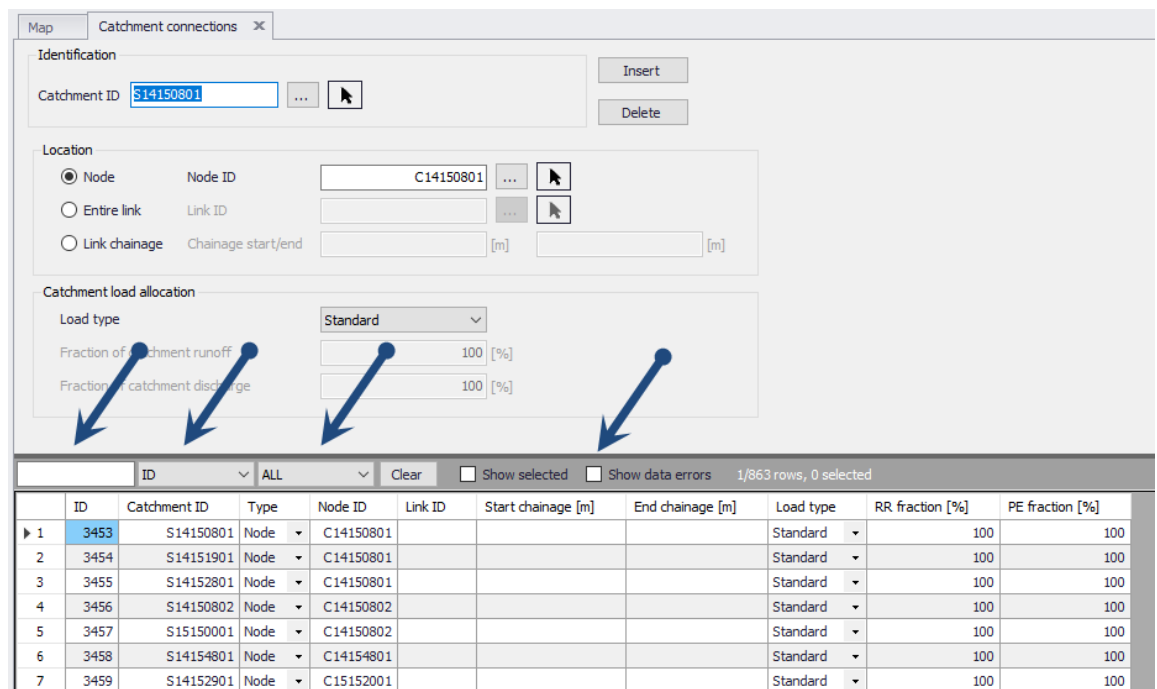 Map Catchment connections
Identification
Catchment ID S14150801 ... Insert
Delete
Location
Node Node ID C14150801 ...
Entire link Link ID ...
Link chainage Chainage start/end [m] [m]
Catchment load allocation
Load type Standard
Fraction of catchment runoff 100 [%]
Fraction of catchment discharge 100 [%]
ID ALL Clear Show selected Show data errors 1/863 rows, 0 selected
ID Catchment ID Type Node ID Link ID Start chainage [m] End chainage [m] Load type RR fraction [%] PE fraction [%]
1 3453 S14150801 Node C14150801 Standard 100 100
2 3454 S14151901 Node C14150801 Standard 100 100
3 3455 S14152801 Node C14150801 Standard 100 100
4 3456 S14150802 Node C14150802 Standard 100 100
5 3457 S15150001 Node C14150802 Standard 100 100
6 3458 S14154801 Node C14154801 Standard 100 100
7 3459 S14152901 Node C15152001 Standard 100 100